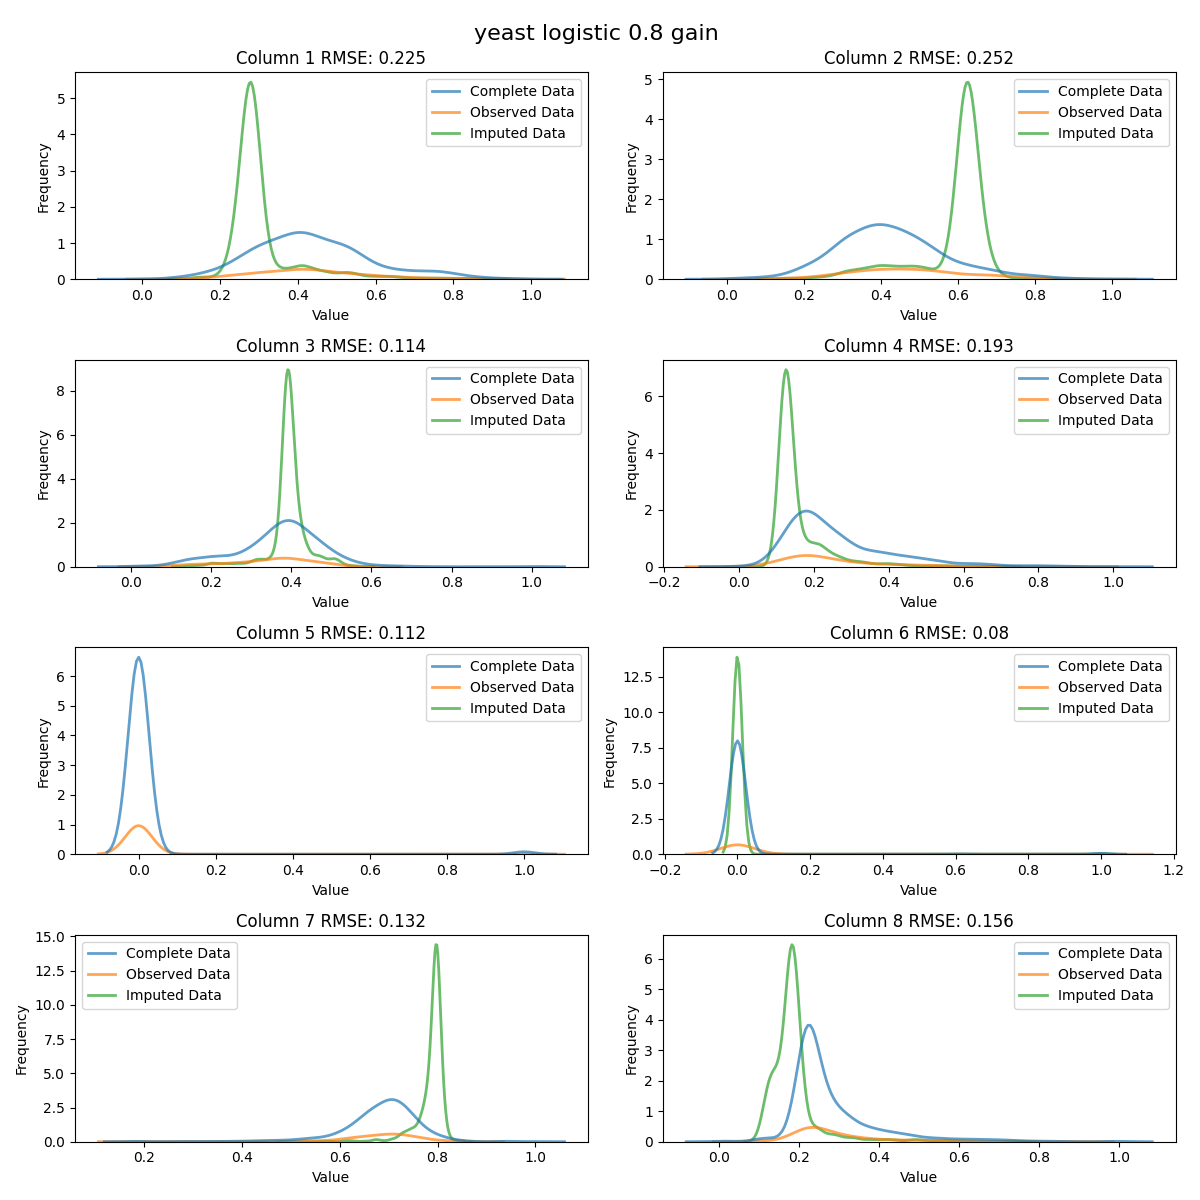 yeast logistic 0.8 gain
Column 1 RMSE: 0.225
Frequency
5
4
3
2
1
0
Complete Data
Observed Data
Imputed Data
0.0 0.2 0.4 0.6 0.8 1.0
Value
Column 2 RMSE: 0.252
Frequency
5
4
3
2
1
0
Complete Data
Observed Data
Imputed Data
0.0 0.2 0.4 0.6 0.8 1.0
Value
Column 3 RMSE: 0.114
Frequency
8
6
4
2
0
Complete Data
Observed Data
Imputed Data
0.0 0.2 0.4 0.6 0.8 1.0
Value
Column 4 RMSE: 0.193
Frequency
6
4
2
0
Complete Data
Observed Data
Imputed Data
−0.2 0.0 0.2 0.4 0.6 0.8 1.0
Value
Column 5 RMSE: 0.112
Frequency
6
5
4
3
2
1
0
Complete Data
Observed Data
Imputed Data
0.0 0.2 0.4 0.6 0.8 1.0
Value
Column 6 RMSE: 0.08
Frequency
12.5
10.0
7.5
5.0
2.5
0.0
Complete Data
Observed Data
Imputed Data
−0.2 0.0 0.2 0.4 0.6 0.8 1.0 1.2
Value
Column 7 RMSE: 0.132
Frequency
15.0
12.5
10.0
7.5
5.0
2.5
0.0
Complete Data
Observed Data
Imputed Data
0.2 0.4 0.6 0.8 1.0
Value
Column 8 RMSE: 0.156
Frequency
6
5
4
3
2
1
0
Complete Data
Observed Data
Imputed Data
0.0 0.2 0.4 0.6 0.8 1.0
Value